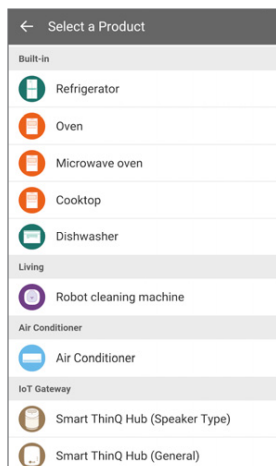 Select a Product
Built-in
Refrigerator
Oven
Microwave oven
Cooktop
Dishwasher
Living
Robot cleaning machine
Air Conditioner
Air Conditioner
IoT Gateway
Smart ThinQ Hub (Speaker Type)
Smart ThinQ Hub (General)